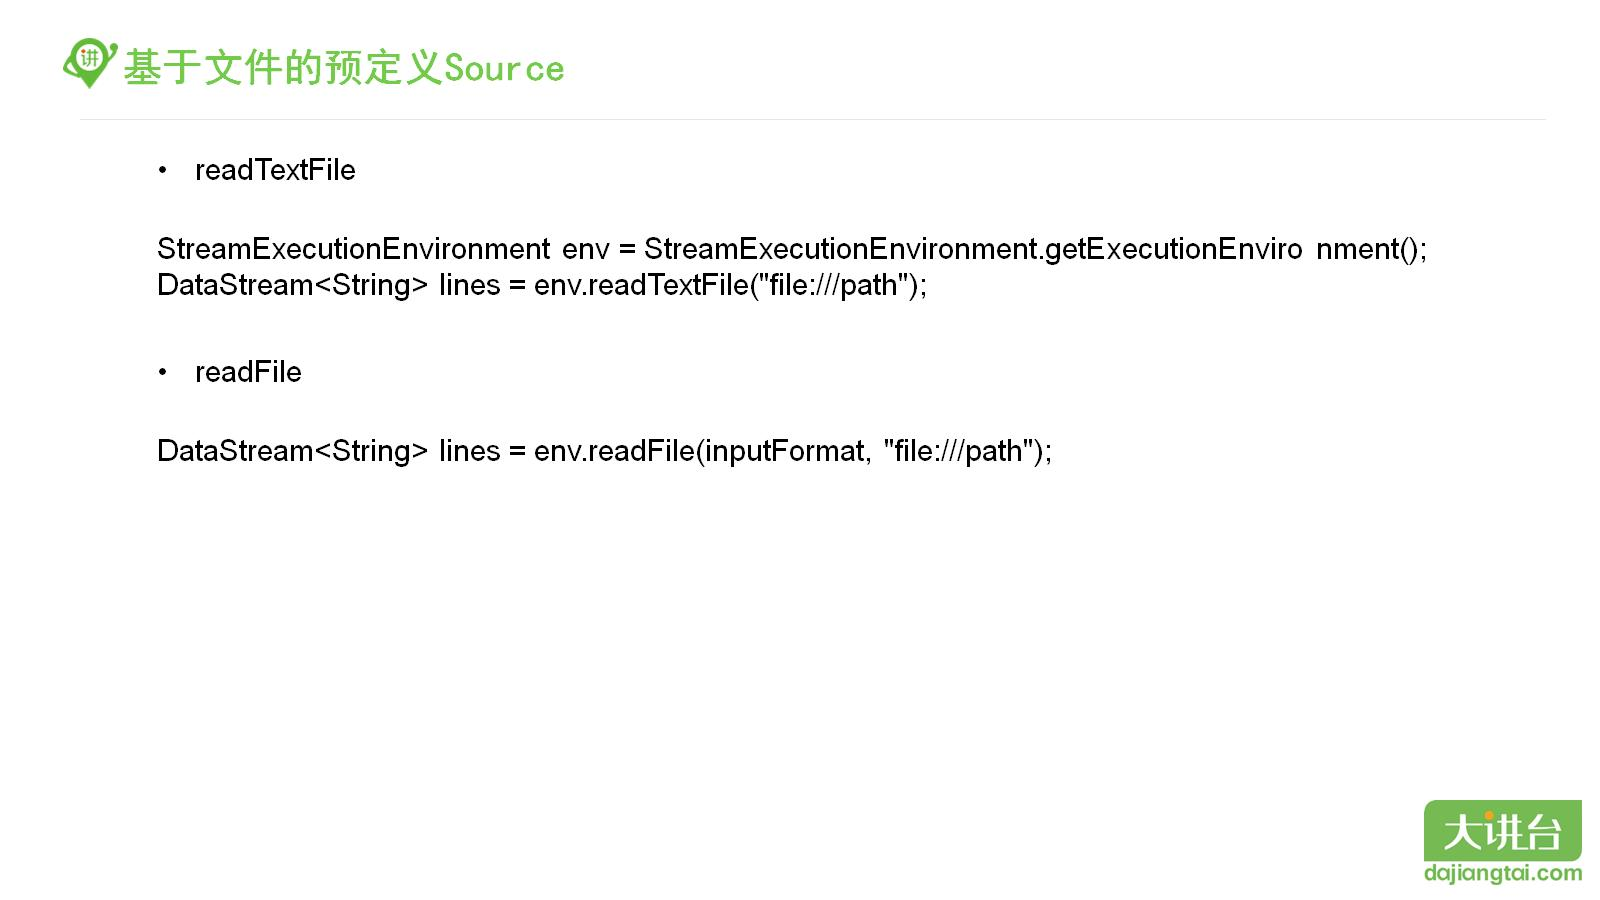 讲
基于文件的预定义Source
• readTextFile
StreamExecutionEnvironment env = StreamExecutionEnvironment.getExecutionEnviro nment();
DataStream<String> lines = env.readTextFile("file:///path");
• readFile
DataStream<String> lines = env.readFile(inputFormat, "file:///path");
大讲台
dajiangtai.com